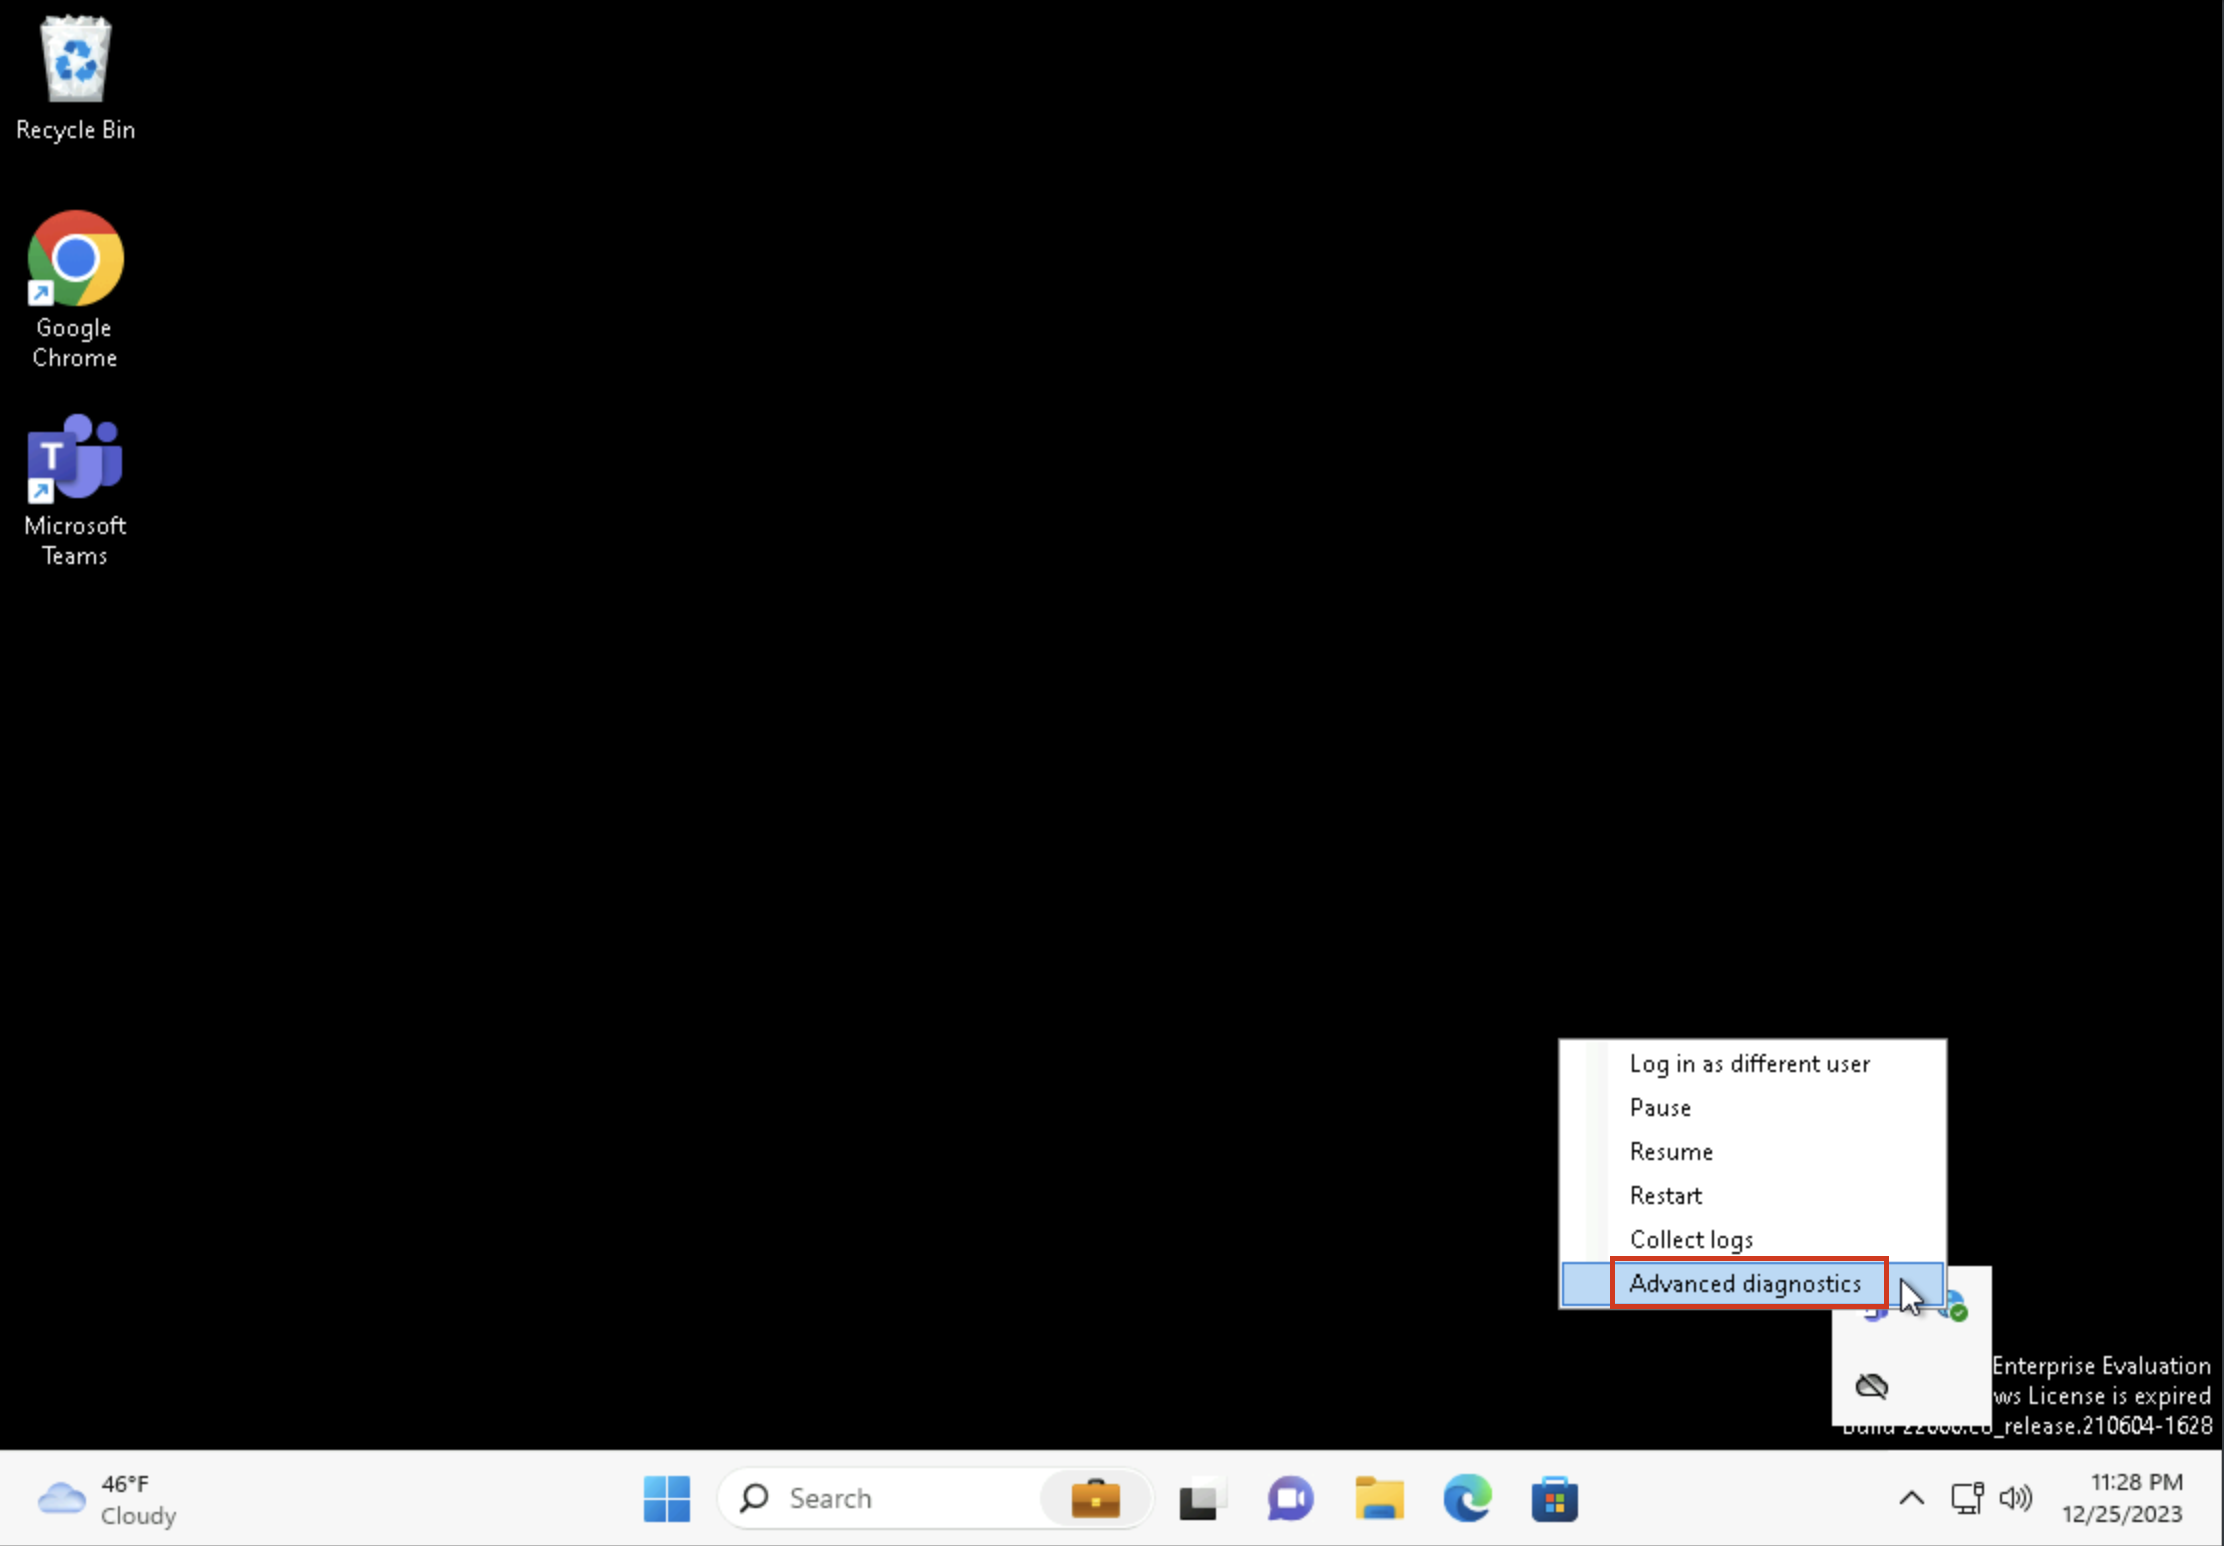 Recycle Bin
Google
Chrome
T
Microsoft
Teams
Log in as different user
Pause
Resume
Restart
Collect logs
Advanced diagnostics
Enterprise Evaluation
ws License is expired
_release.210604-1628
46°F
Cloudy
Search
11:28 PM
12/25/2023